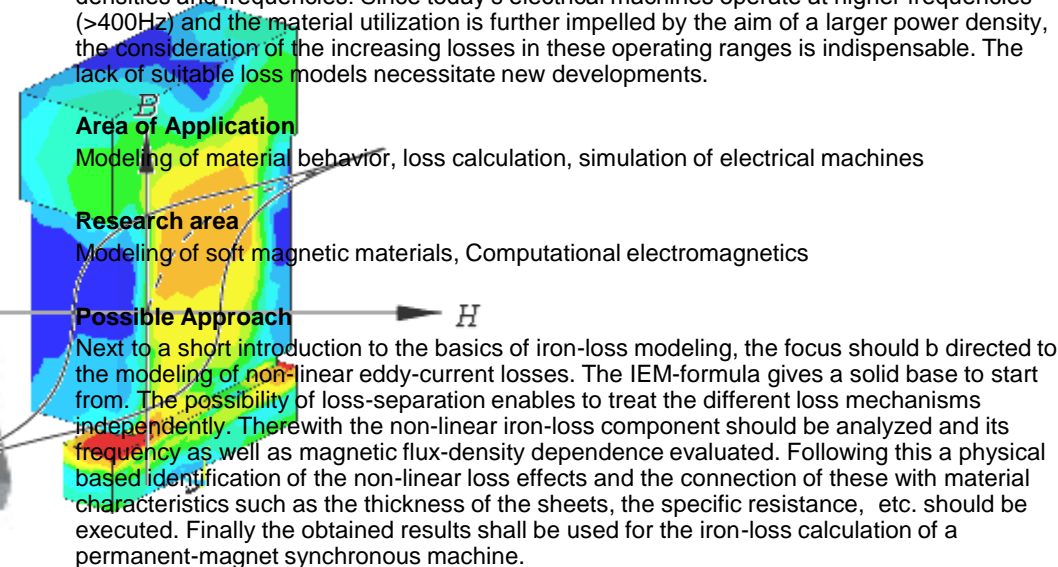 densities and frequencies. Since today's electrical machines operate at higher frequencies
(>400Hz) and the material utilization is further impelled by the aim of a larger power density,
the consideration of the increasing losses in these operating ranges is indispensable. The
lack of suitable loss models necessitate new developments.
B
Area of Application
Modeling of material behavior, loss calculation, simulation of electrical machines
Research area
Modeling of soft magnetic materials, Computational electromagnetics
Possible Approach
H
Next to a short introduction to the basics of iron-loss modeling, the focus should b directed to
the modeling of non-linear eddy-current losses. The IEM-formula gives a solid base to start
from. The possibility of loss-separation enables to treat the different loss mechanisms
independently. Therewith the non-linear iron-loss component should be analyzed and its
frequency as well as magnetic flux-density dependence evaluated. Following this a physical
based identification of the non-linear loss effects and the connection of these with material
characteristics such as the thickness of the sheets, the specific resistance, etc. should be
executed. Finally the obtained results shall be used for the iron-loss calculation of a
permanent-magnet synchronous machine.